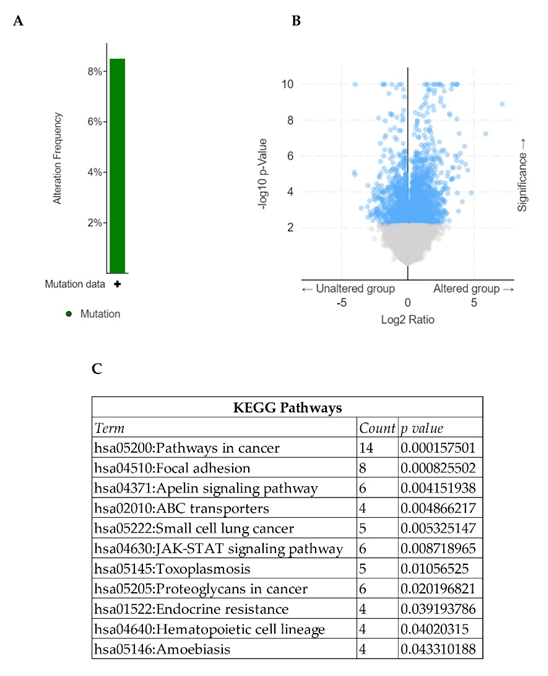 A
8%
6%
4%
2%
Alteration Frequency
Mutation data +
Mutation
B
10
8
6
4
2
-log10 p-Value
Significance →
← Unaltered group Altered group →
-5 0 5
Log2 Ratio
C
KEGG Pathways
Term Count p value
hsa05200:Pathways in cancer 14 0.000157501
hsa04510:Focal adhesion 8 0.000825502
hsa04371:Apelin signaling pathway 6 0.004151938
hsa02010:ABC transporters 4 0.004866217
hsa05222:Small cell lung cancer 5 0.005325147
hsa04630:JAK-STAT signaling pathway 6 0.008718965
hsa05145:Toxoplasmosis 5 0.01056525
hsa05205:Proteoglycans in cancer 6 0.020196821
hsa01522:Endocrine resistance 4 0.039193786
hsa04640:Hematopoietic cell lineage 4 0.04020315
hsa05146:Amoebiasis 4 0.043310188